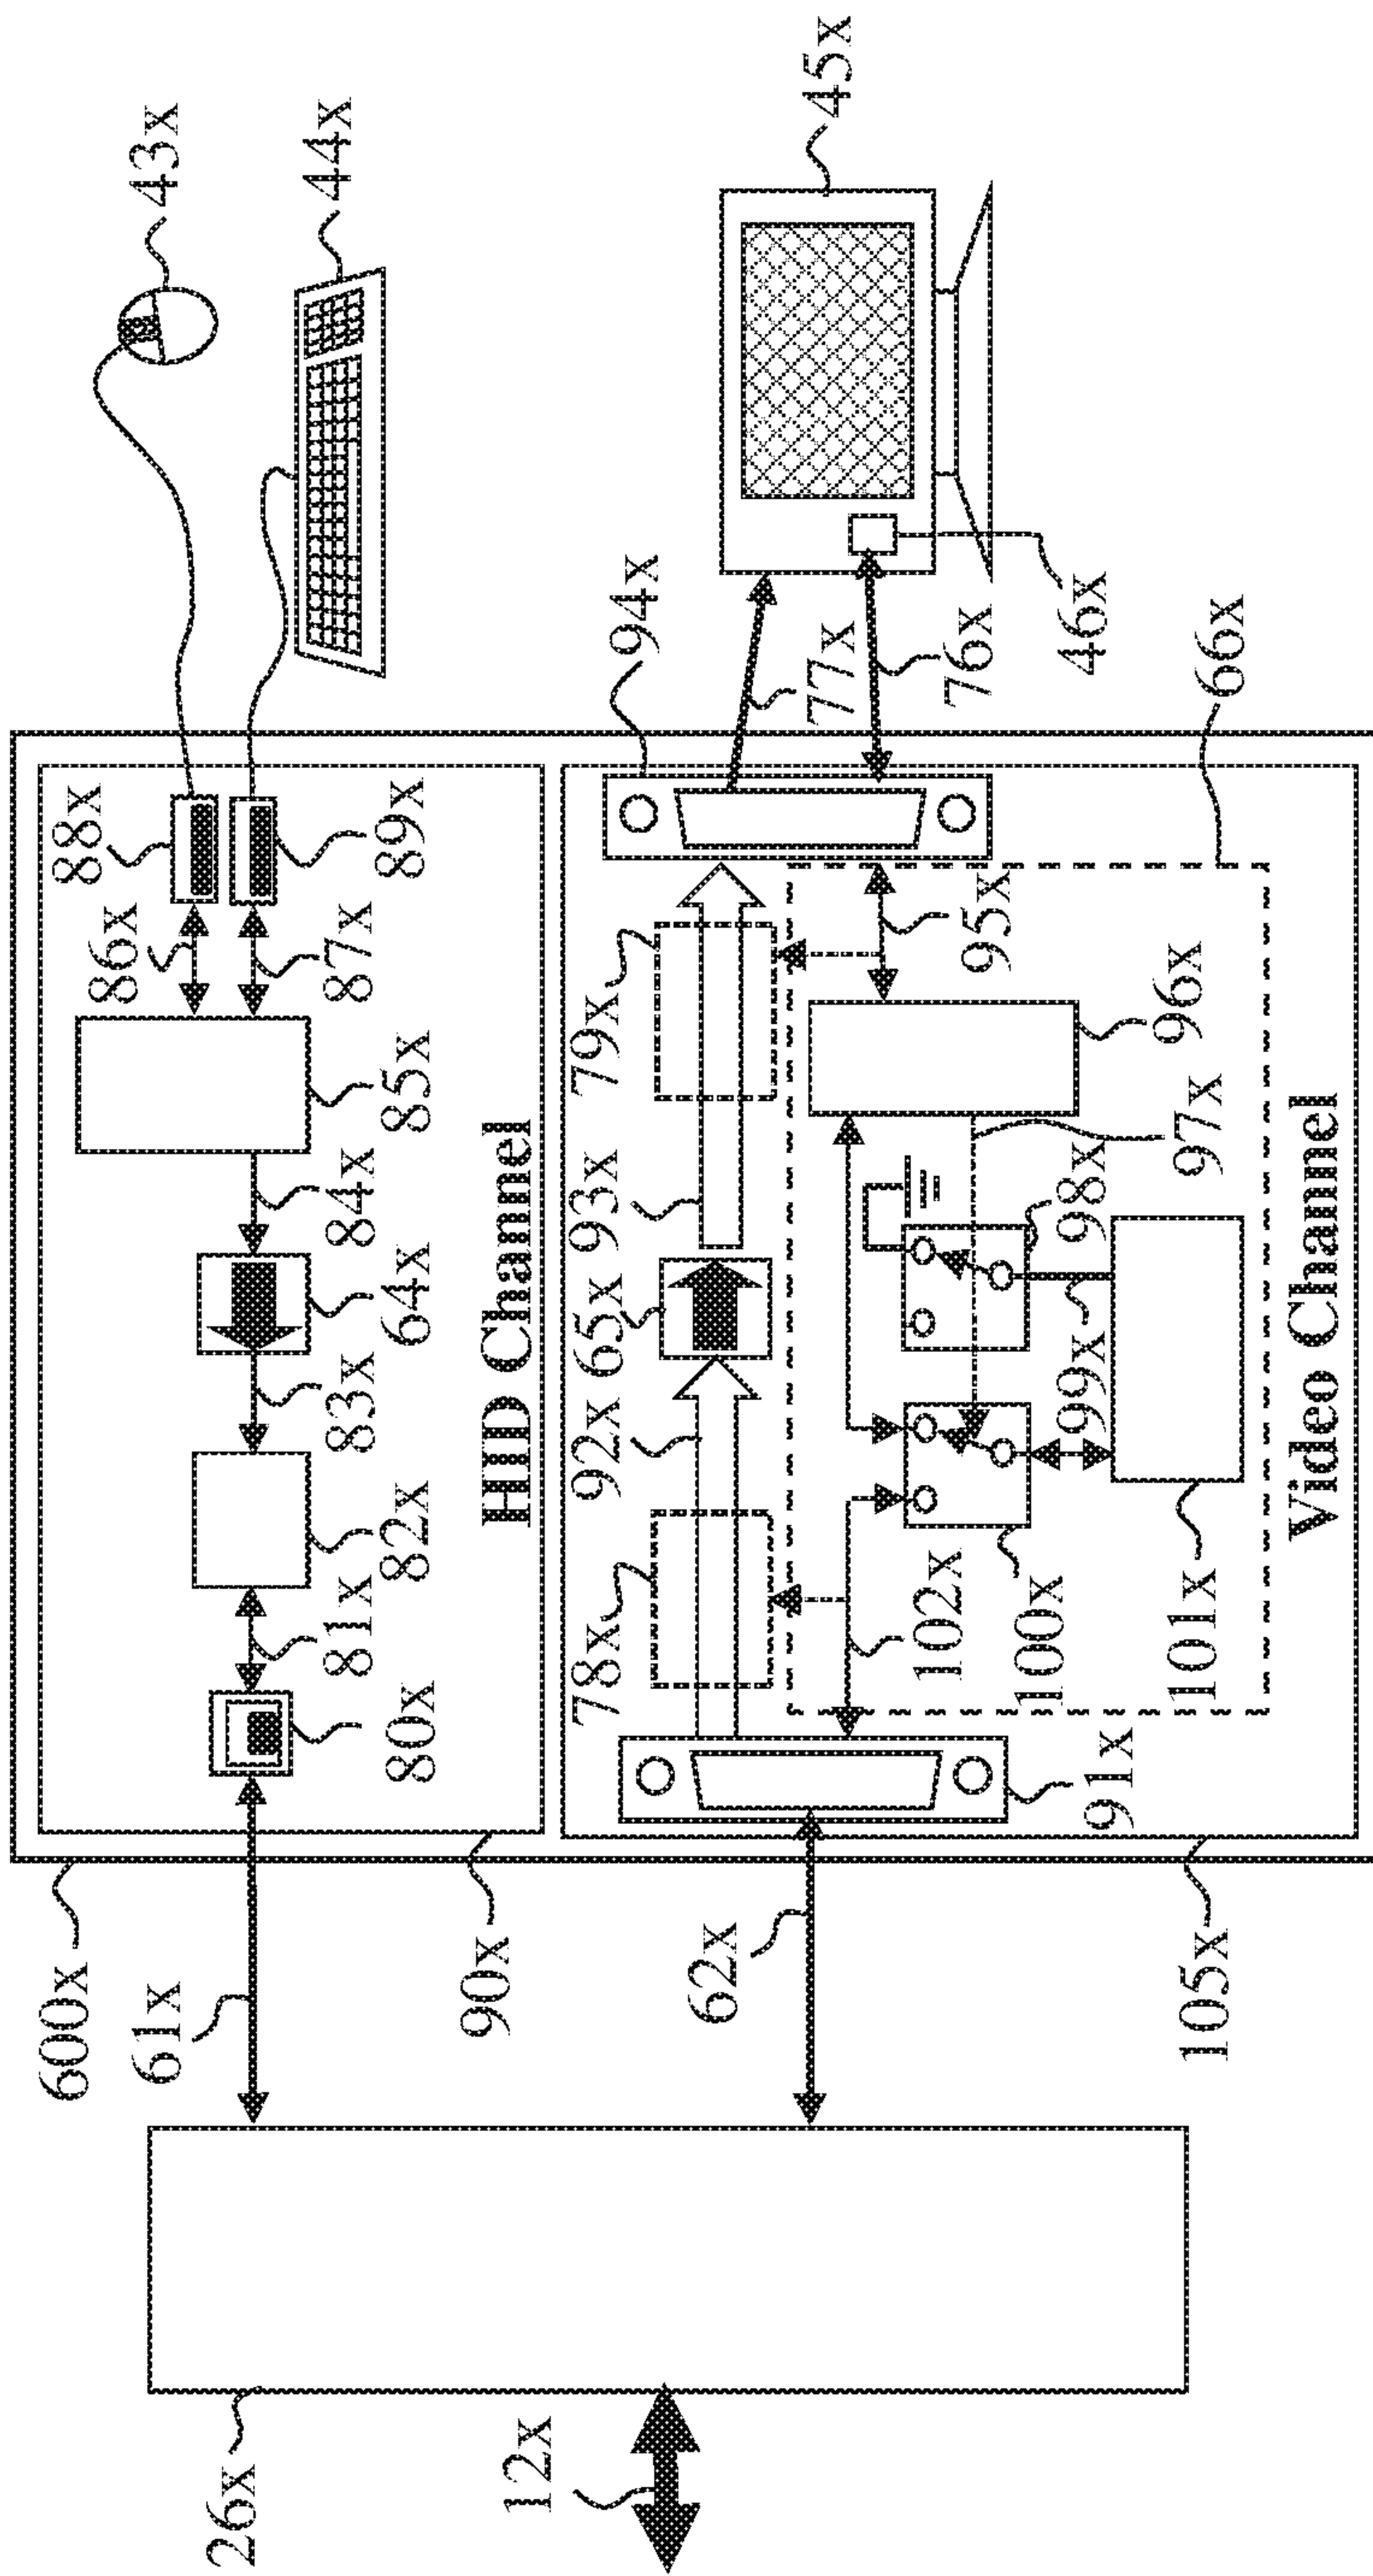 600x
61x
26x
12x
90x
62x
105x
80x
81x
82x
83x
64x
84x
85x
86x
88x
87x
89x
43x
44x
HID Channel
78x
92x
65x
93x
79x
94x
77x
76x
46x
45x
66x
95x
96x
97x
98x
99x
100x
101x
102x
91x
Video Channel